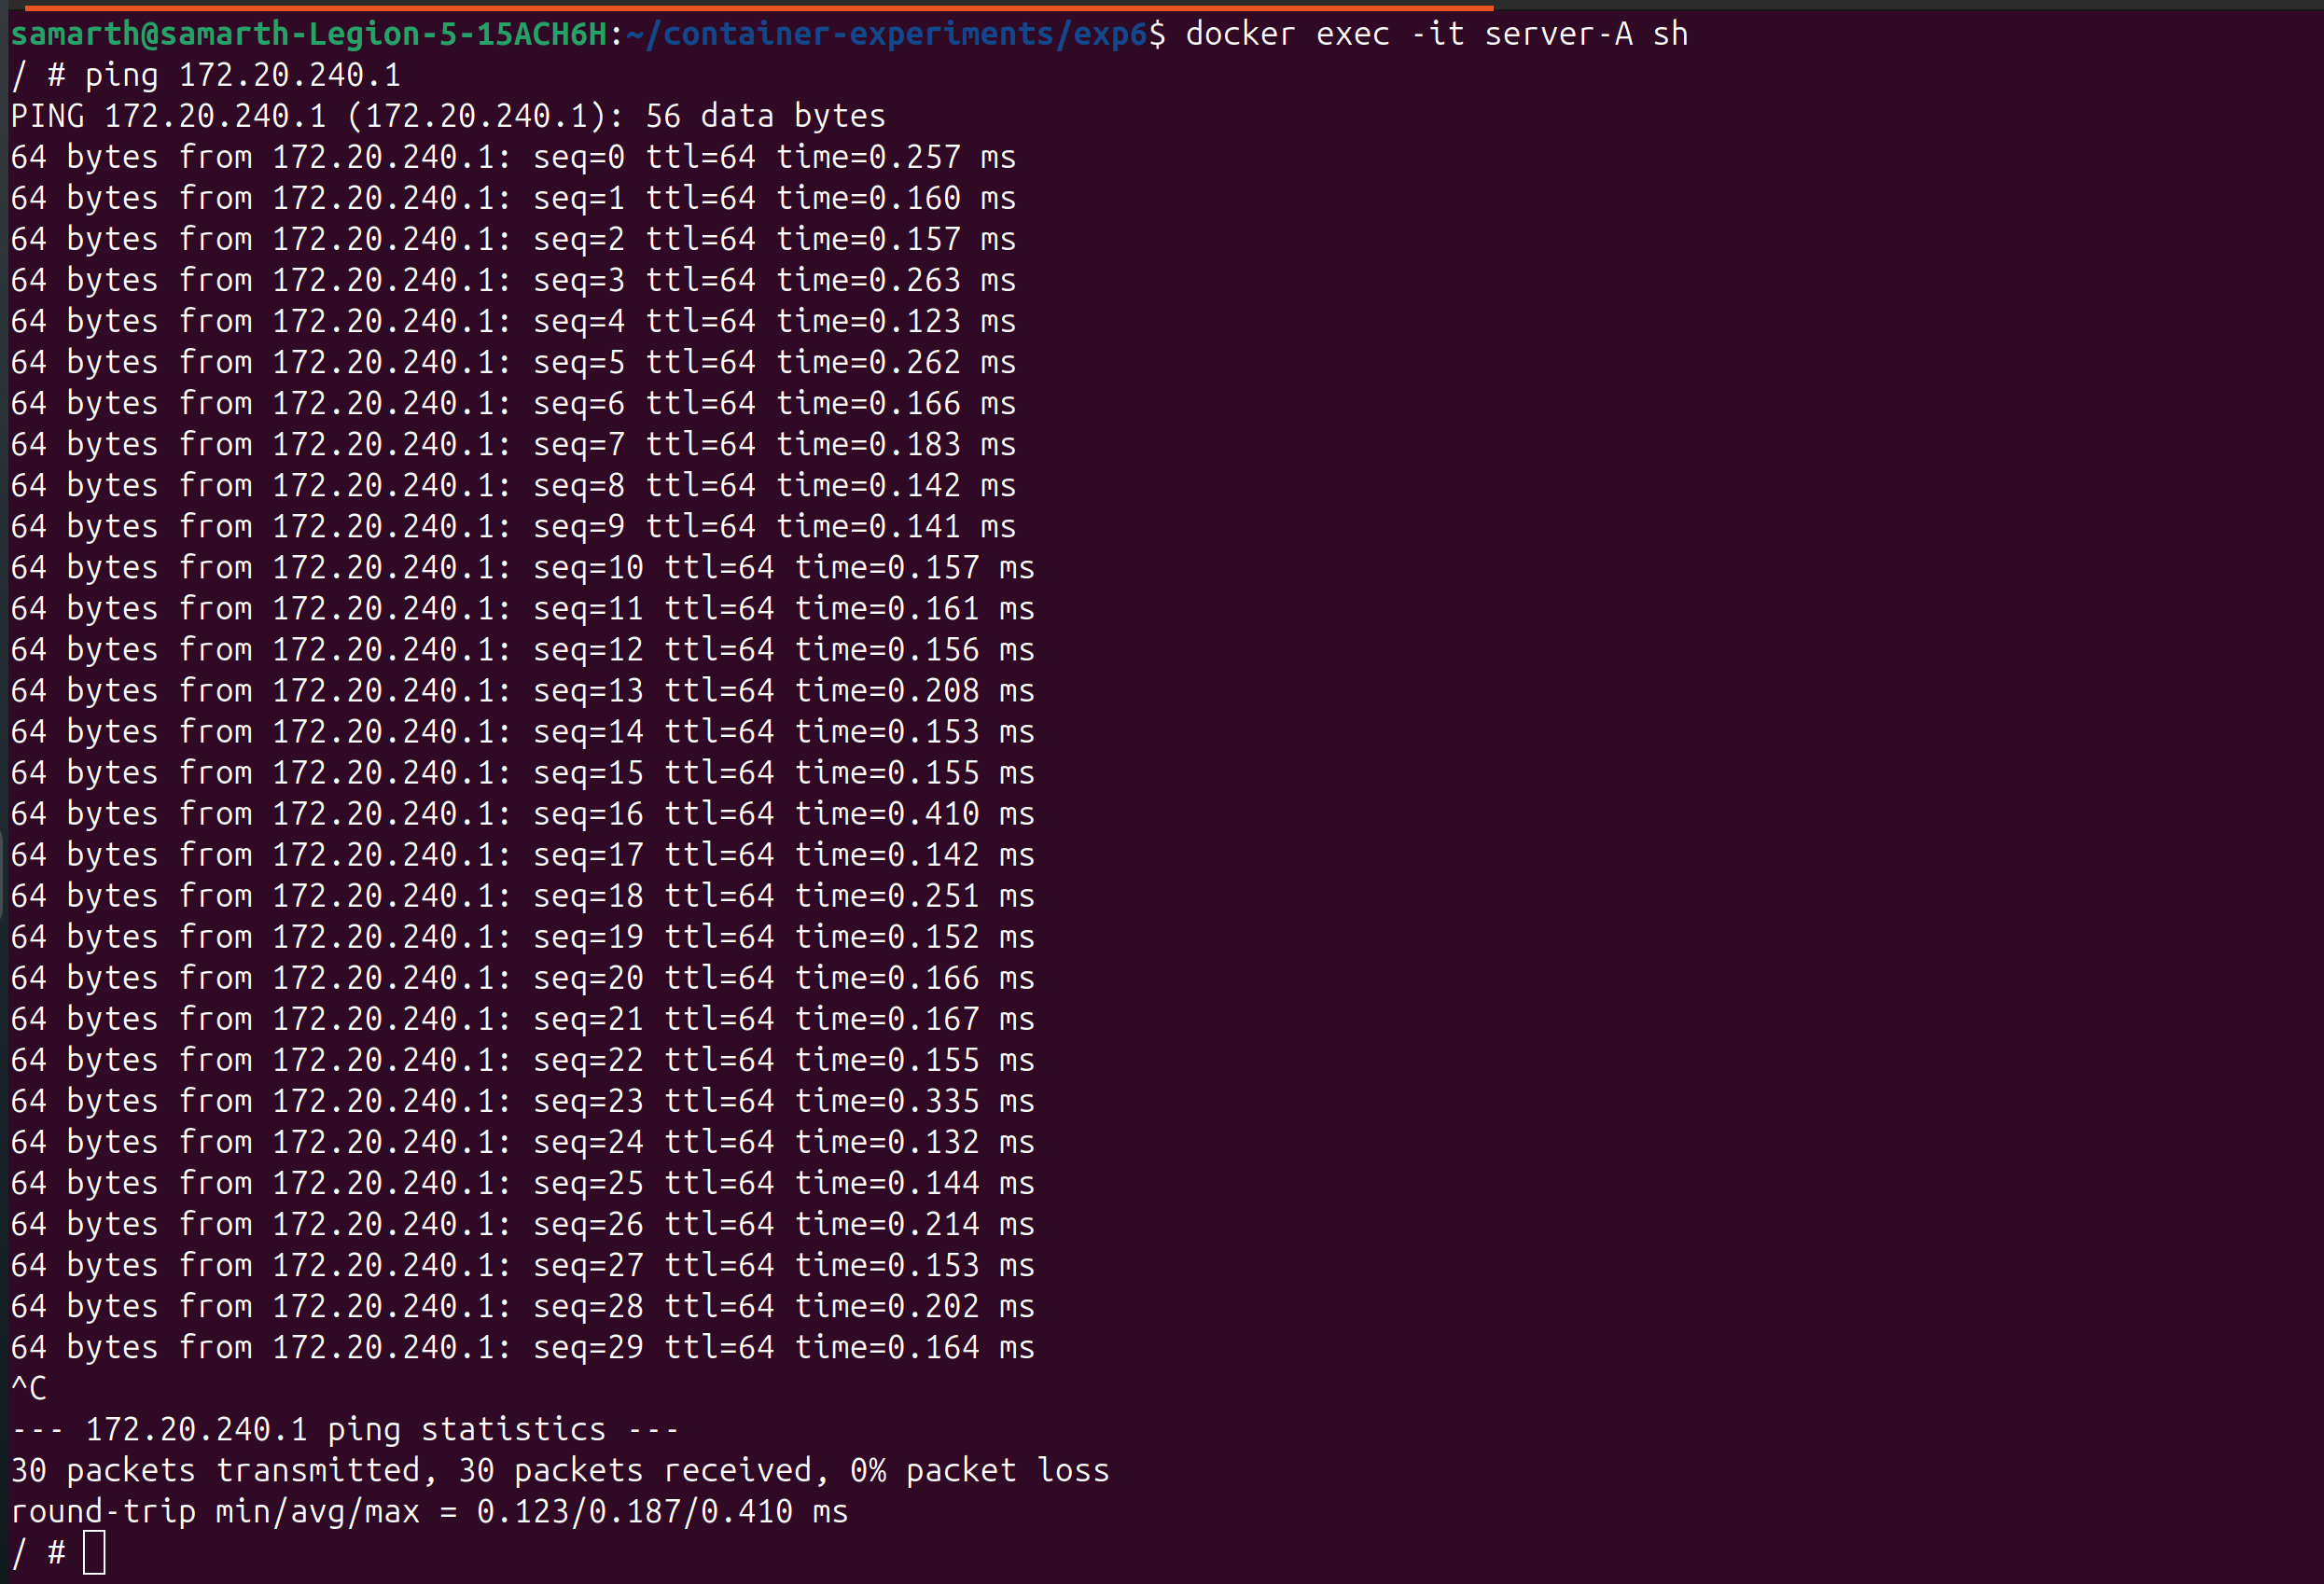 samarth@samarth-Legion-5-15ACH6H:~/container-experiments/exp6$ docker exec -it server-A sh
/ # ping 172.20.240.1
PING 172.20.240.1 (172.20.240.1): 56 data bytes
64 bytes from 172.20.240.1: seq=0 ttl=64 time=0.257 ms
64 bytes from 172.20.240.1: seq=1 ttl=64 time=0.160 ms
64 bytes from 172.20.240.1: seq=2 ttl=64 time=0.157 ms
64 bytes from 172.20.240.1: seq=3 ttl=64 time=0.263 ms
64 bytes from 172.20.240.1: seq=4 ttl=64 time=0.123 ms
64 bytes from 172.20.240.1: seq=5 ttl=64 time=0.262 ms
64 bytes from 172.20.240.1: seq=6 ttl=64 time=0.166 ms
64 bytes from 172.20.240.1: seq=7 ttl=64 time=0.183 ms
64 bytes from 172.20.240.1: seq=8 ttl=64 time=0.142 ms
64 bytes from 172.20.240.1: seq=9 ttl=64 time=0.141 ms
64 bytes from 172.20.240.1: seq=10 ttl=64 time=0.157 ms
64 bytes from 172.20.240.1: seq=11 ttl=64 time=0.161 ms
64 bytes from 172.20.240.1: seq=12 ttl=64 time=0.156 ms
64 bytes from 172.20.240.1: seq=13 ttl=64 time=0.208 ms
64 bytes from 172.20.240.1: seq=14 ttl=64 time=0.153 ms
64 bytes from 172.20.240.1: seq=15 ttl=64 time=0.155 ms
64 bytes from 172.20.240.1: seq=16 ttl=64 time=0.410 ms
64 bytes from 172.20.240.1: seq=17 ttl=64 time=0.142 ms
64 bytes from 172.20.240.1: seq=18 ttl=64 time=0.251 ms
64 bytes from 172.20.240.1: seq=19 ttl=64 time=0.152 ms
64 bytes from 172.20.240.1: seq=20 ttl=64 time=0.166 ms
64 bytes from 172.20.240.1: seq=21 ttl=64 time=0.167 ms
64 bytes from 172.20.240.1: seq=22 ttl=64 time=0.155 ms
64 bytes from 172.20.240.1: seq=23 ttl=64 time=0.335 ms
64 bytes from 172.20.240.1: seq=24 ttl=64 time=0.132 ms
64 bytes from 172.20.240.1: seq=25 ttl=64 time=0.144 ms
64 bytes from 172.20.240.1: seq=26 ttl=64 time=0.214 ms
64 bytes from 172.20.240.1: seq=27 ttl=64 time=0.153 ms
64 bytes from 172.20.240.1: seq=28 ttl=64 time=0.202 ms
64 bytes from 172.20.240.1: seq=29 ttl=64 time=0.164 ms
^C
--- 172.20.240.1 ping statistics ---
30 packets transmitted, 30 packets received, 0% packet loss
round-trip min/avg/max = 0.123/0.187/0.410 ms
/ #